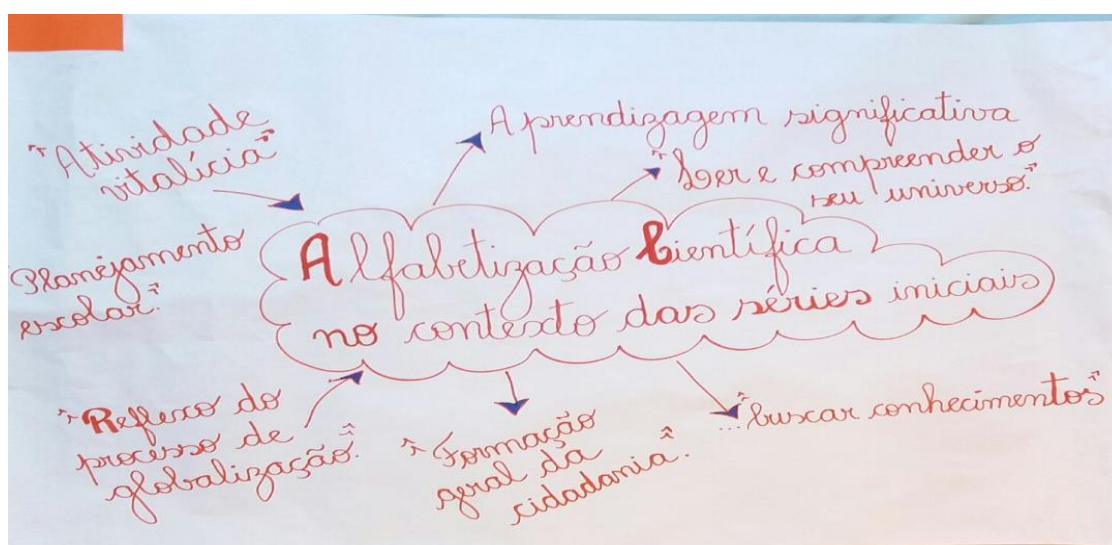 "Atividade
vitalícia"
Aprendizagem significativa
"Ler e compreender o
seu universo."
Planejamento
escolar."
Alfabetização Científica
no contexto das séries iniciais
"Reflexo do
processo de
globalização."
"Formação
geral da
cidadania."
..."buscar conhecimentos"